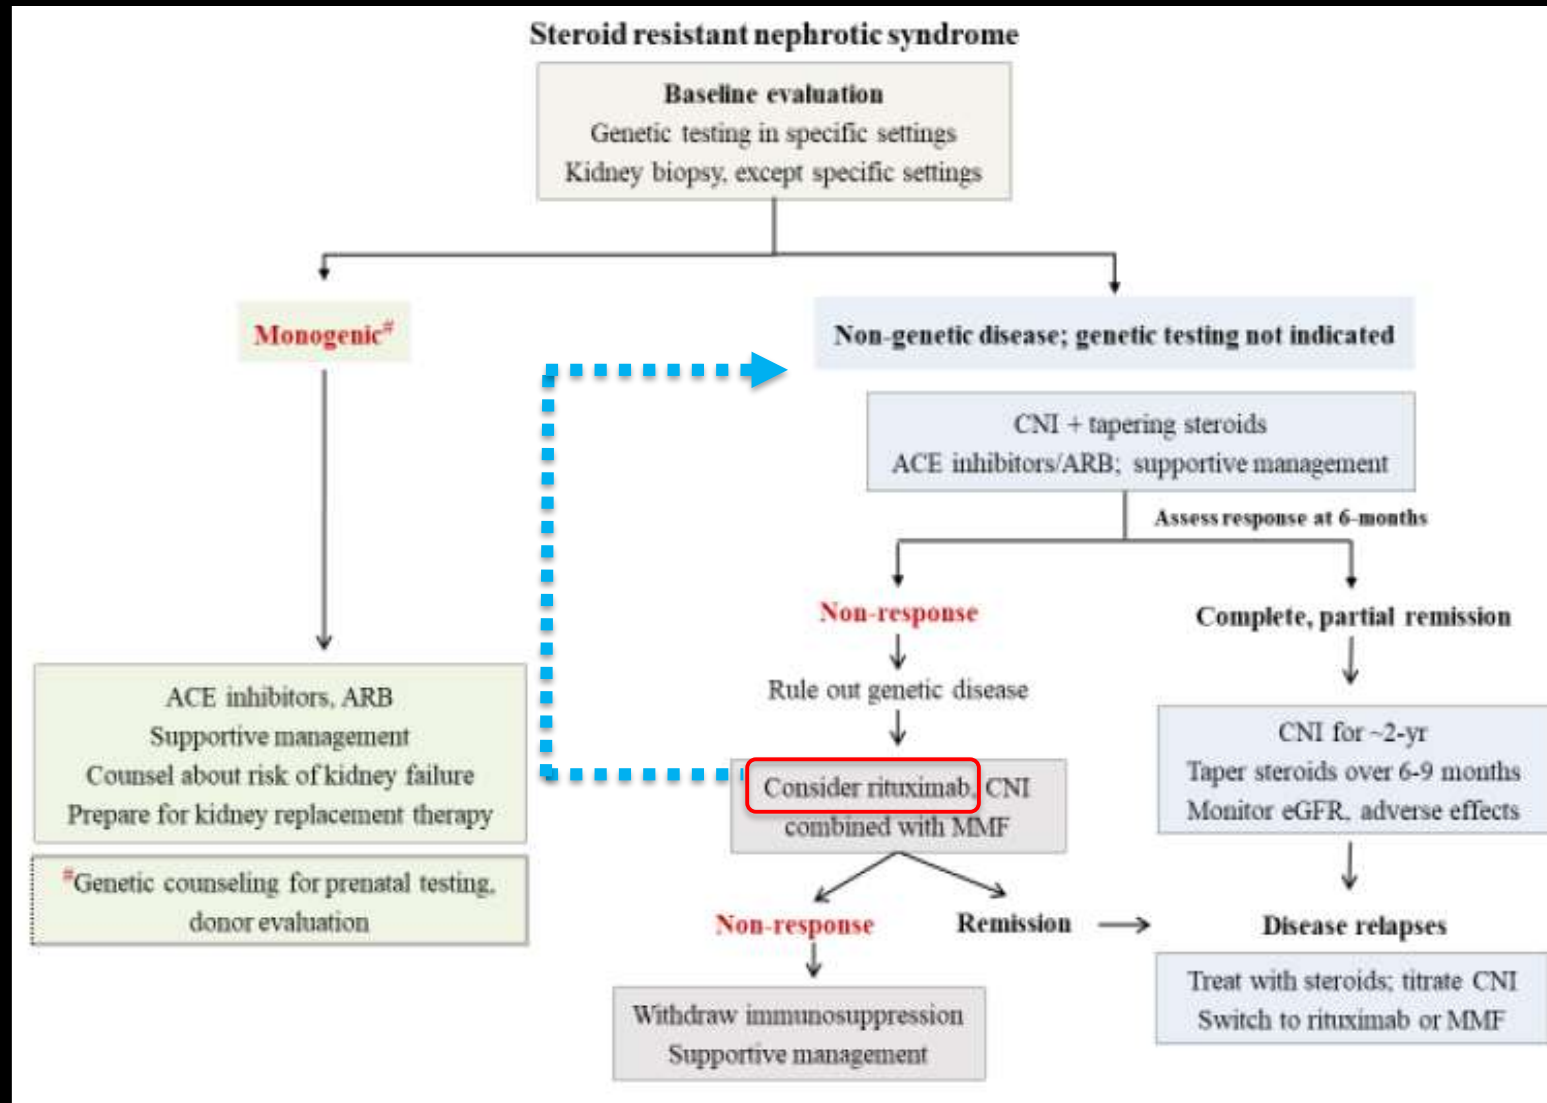 Steroid resistant nephrotic syndrome
Baseline evaluation
Genetic testing in specific settings
Kidney biopsy, except specific settings
Monogenic#
Non-genetic disease; genetic testing not indicated
CNI + tapering steroids
ACE inhibitors/ARB; supportive management
Assess response at 6-months
Non-response
Complete, partial remission
Rule out genetic disease
ACE inhibitors, ARB
Supportive management
Counsel about risk of kidney failure
Prepare for kidney replacement therapy
#Genetic counseling for prenatal testing,
donor evaluation
Consider rituximab, CNI
combined with MMF
CNI for ~2-yr
Taper steroids over 6-9 months
Monitor eGFR, adverse effects
Non-response
Remission
Disease relapses
Withdraw immunosuppression
Supportive management
Treat with steroids; titrate CNI
Switch to rituximab or MMF